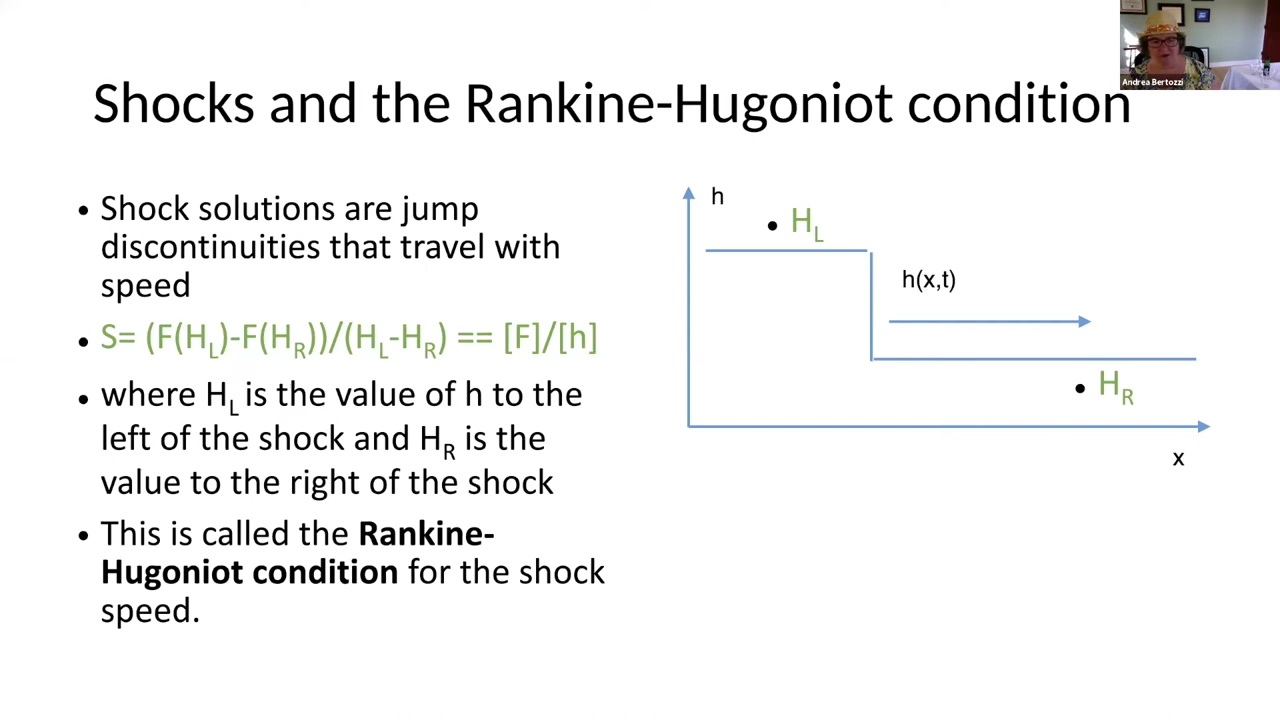 Andrea Bertozzi
Shocks and the Rankine-Hugoniot condition
• Shock solutions are jump
discontinuities that travel with
speed
• S= (F(H_L)-F(H_R))/(H_L-H_R) == [F]/[h]
• where H_L is the value of h to the
left of the shock and H_R is the
value to the right of the shock
• This is called the Rankine-
Hugoniot condition for the shock
speed.
h
• H_L
h(x,t)
• H_R
x